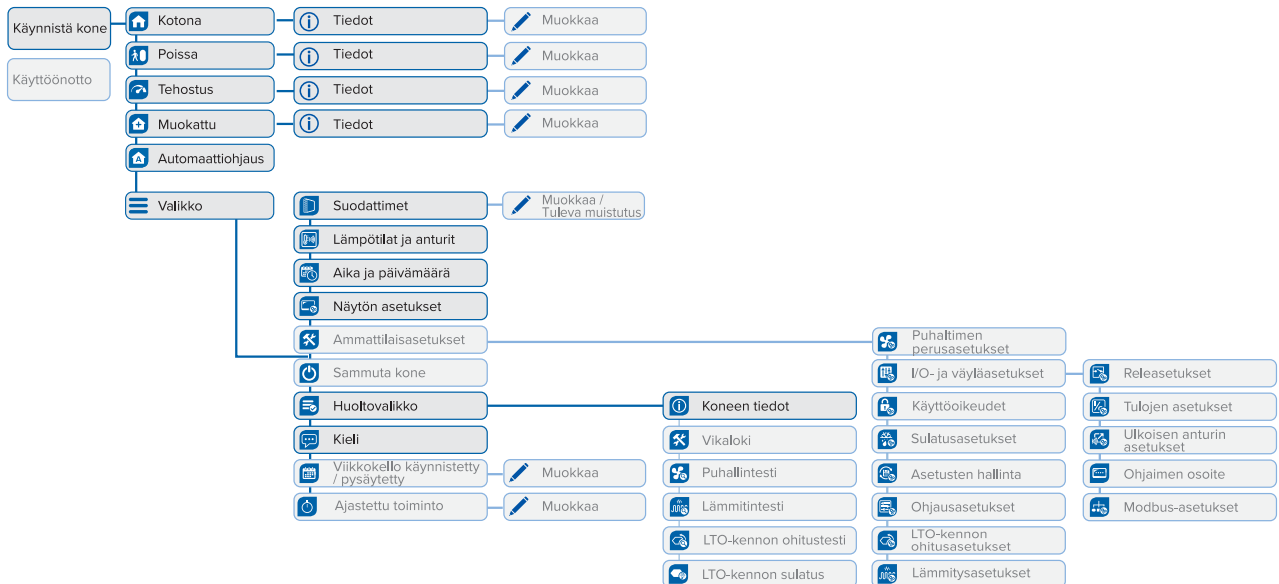 Käynnistä kone
Käyttöönotto
Kotona
Tiedot
Muokkaa
Poissa
Tiedot
Muokkaa
Tehostus
Tiedot
Muokkaa
Muokattu
Tiedot
Muokkaa
Automaattiohjaus
Valikko
Suodattimet
Muokkaa /
Tuleva muistutus
Lämpötilat ja anturit
Aika ja päivämäärä
Näytön asetukset
Ammattilaisasetukset
Sammuta kone
Huoltovalikko
Kieli
Viikkokello käynnistetty
/ pysäytetty
Muokkaa
Ajastettu toiminto
Muokkaa
Koneen tiedot
Vikaloki
Puhallintesti
Lämmitintesti
LTO-kennon ohitustesti
LTO-kennon sulatus
Puhaltimen
perusasetukset
I/O- ja väyläasetukset
Käyttöoikeudet
Sulatusasetukset
Asetusten hallinta
Ohjausasetukset
LTO-kennon
ohitusasetukset
Lämmitysasetukset
Releasetukset
Tulojen asetukset
Ulkoisen anturin
asetukset
Ohjaimen osoite
Modbus-asetukset